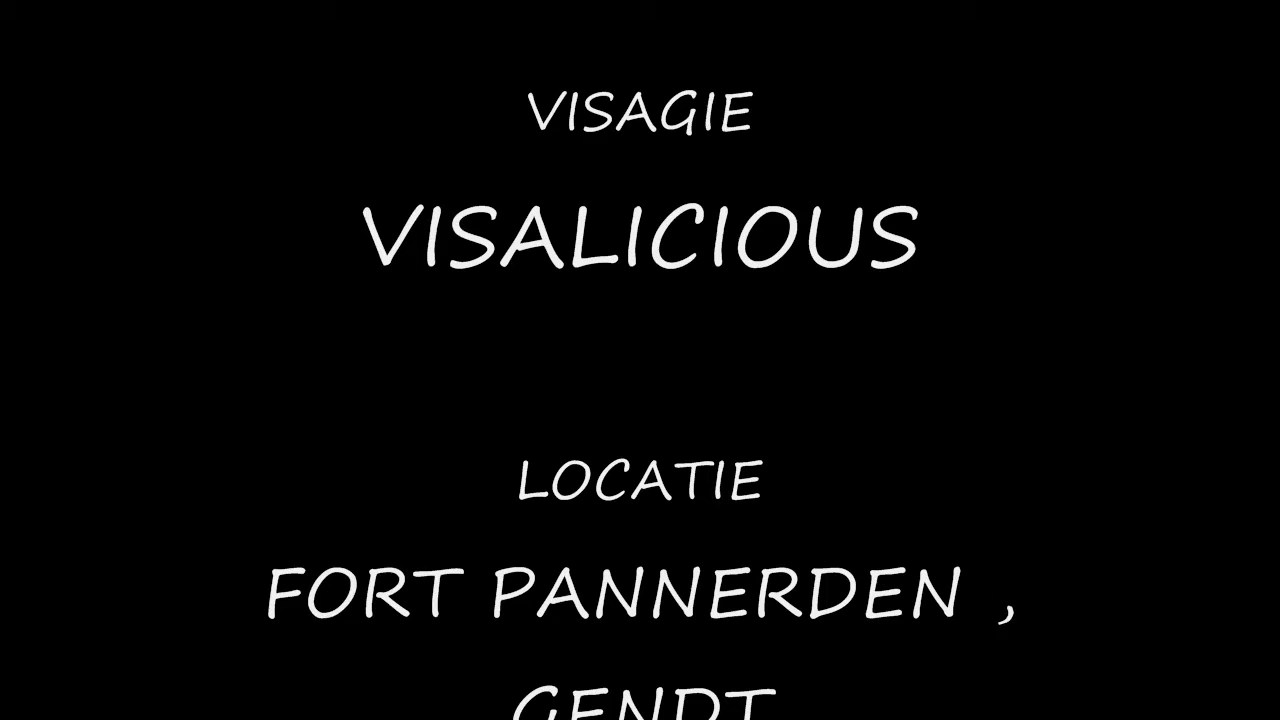 VISAGIE
VISALICIOUS
LOCATIE
FORT PANNERDEN ,
GENDT